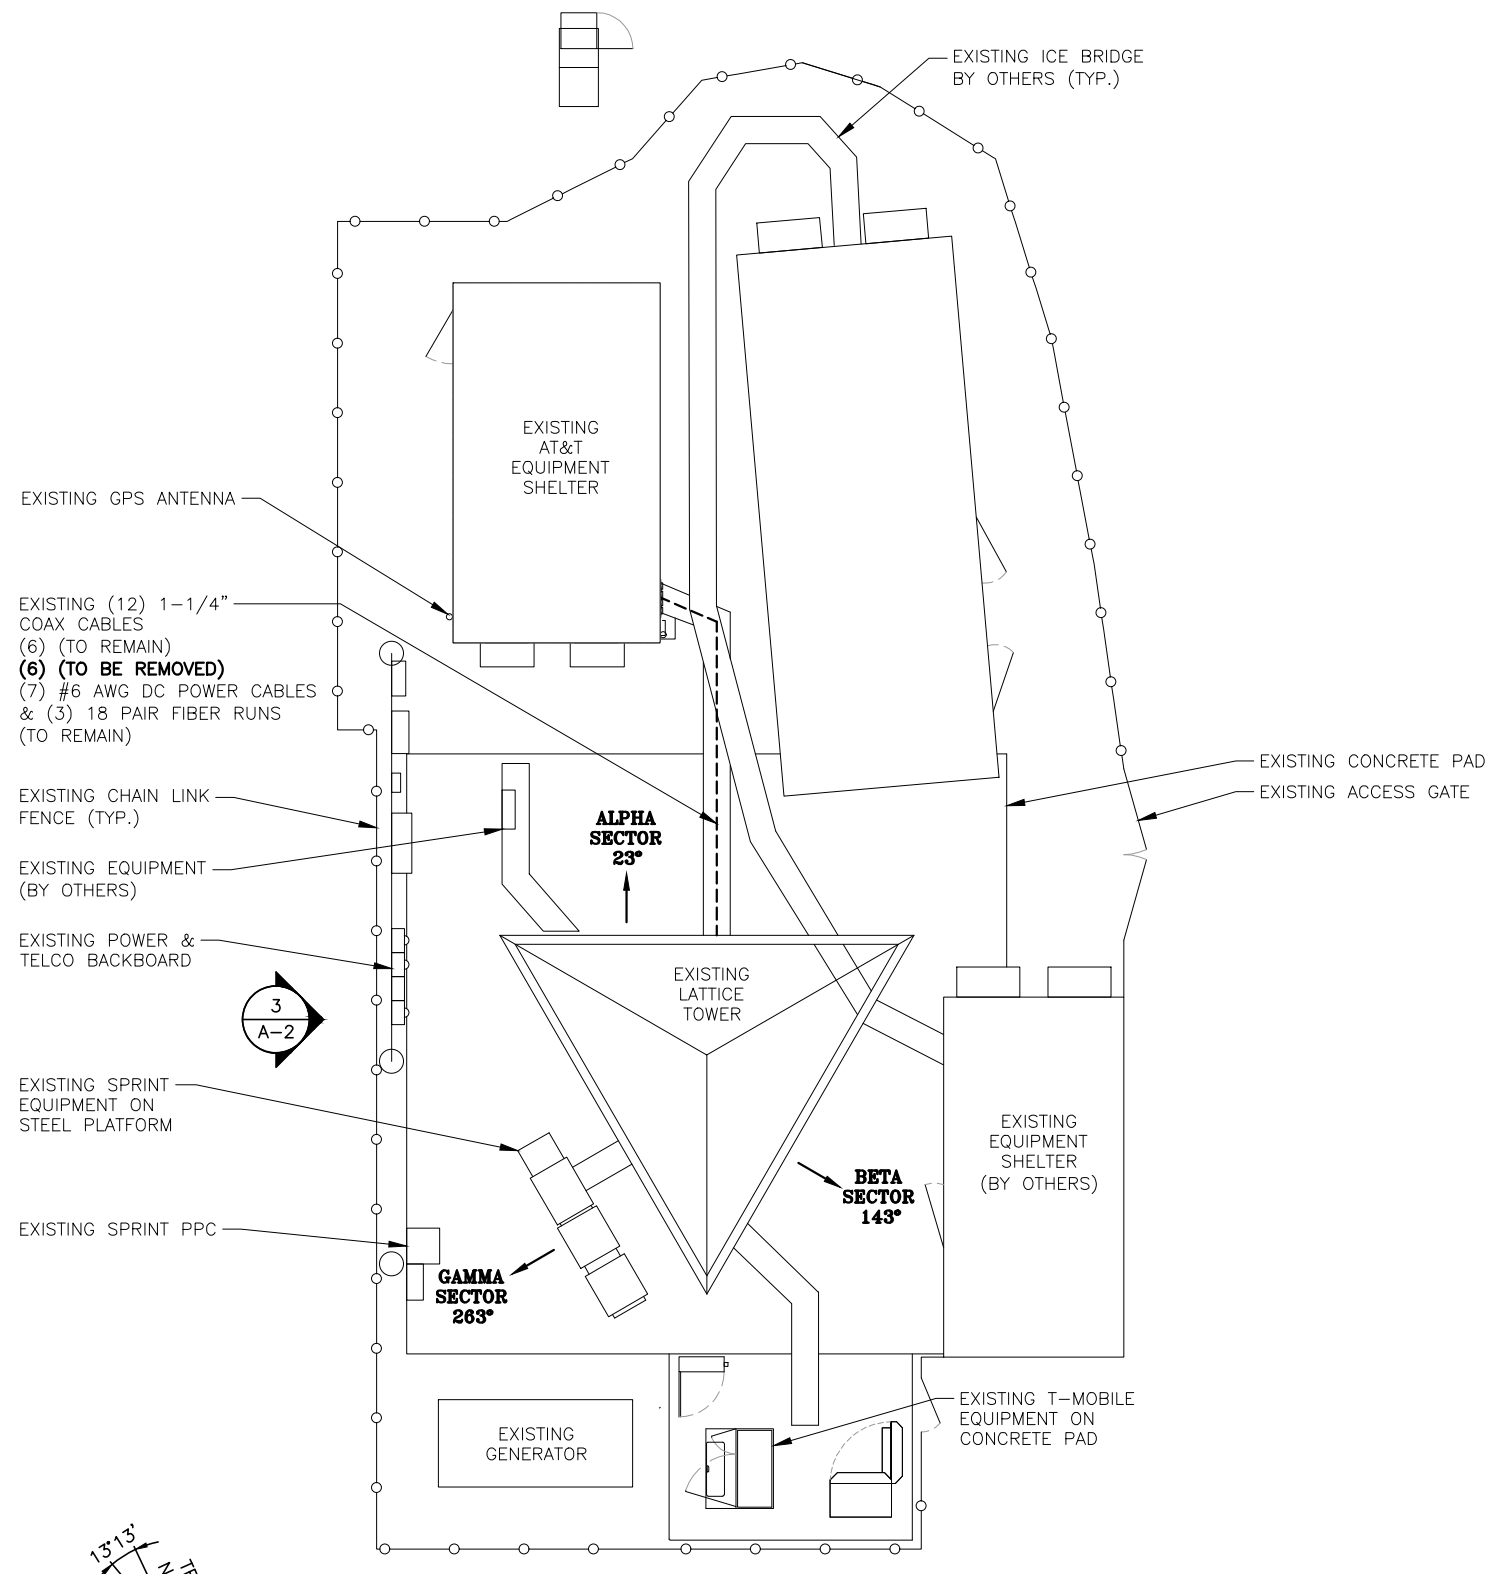 EXISTING ICE BRIDGE
BY OTHERS (TYP.)
EXISTING
AT&T
EQUIPMENT
SHELTER
EXISTING GPS ANTENNA
EXISTING (12) 1-1/4"
COAX CABLES
(6) (TO REMAIN)
(6) (TO BE REMOVED)
(7) #6 AWG DC POWER CABLES
& (3) 18 PAIR FIBER RUNS
(TO REMAIN)
EXISTING CONCRETE PAD
EXISTING ACCESS GATE
EXISTING CHAIN LINK
FENCE (TYP.)
ALPHA
SECTOR
23°
EXISTING EQUIPMENT
(BY OTHERS)
EXISTING POWER &
TELCO BACKBOARD
EXISTING
LATTICE
TOWER
3
A-2
EXISTING SPRINT
EQUIPMENT ON
STEEL PLATFORM
EXISTING
EQUIPMENT
SHELTER
(BY OTHERS)
BETA
SECTOR
143°
EXISTING SPRINT PPC
GAMMA
SECTOR
263°
EXISTING T-MOBILE
EQUIPMENT ON
CONCRETE PAD
EXISTING
GENERATOR
13°13'